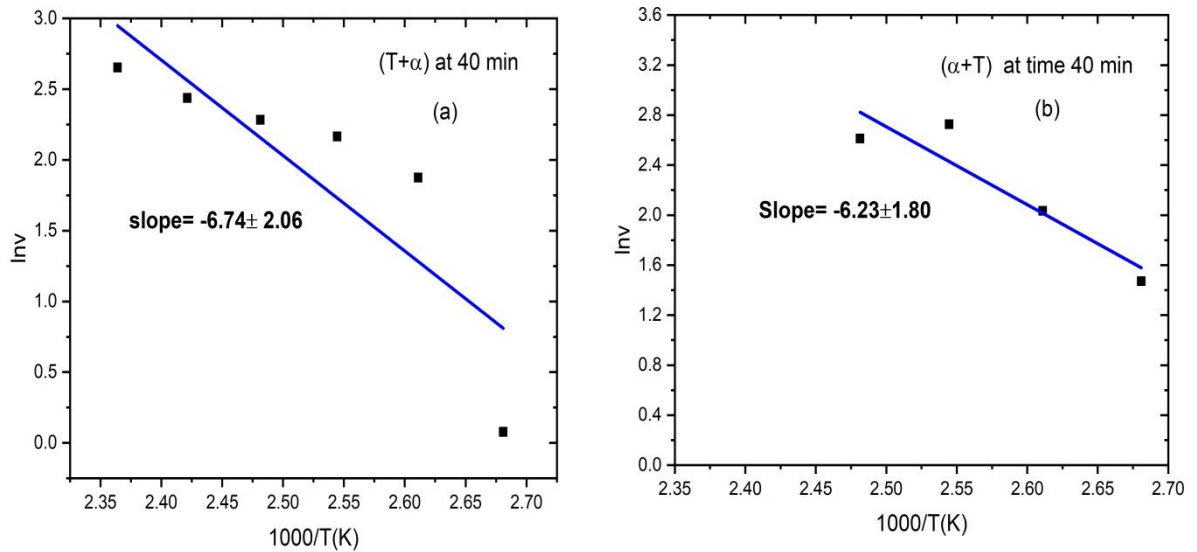 3.0
2.5
2.0
1.5
1.0
0.5
0.0
lnv
(T+α) at 40 min
(a)
slope= -6.74± 2.06
2.35 2.40 2.45 2.50 2.55 2.60 2.65 2.70
1000/T(K)
3.6
3.2
2.8
2.4
2.0
1.6
1.2
0.8
0.4
0.0
lnv
(α+T) at time 40 min
(b)
Slope= -6.23±1.80
2.35 2.40 2.45 2.50 2.55 2.60 2.65 2.70
1000/T(K)